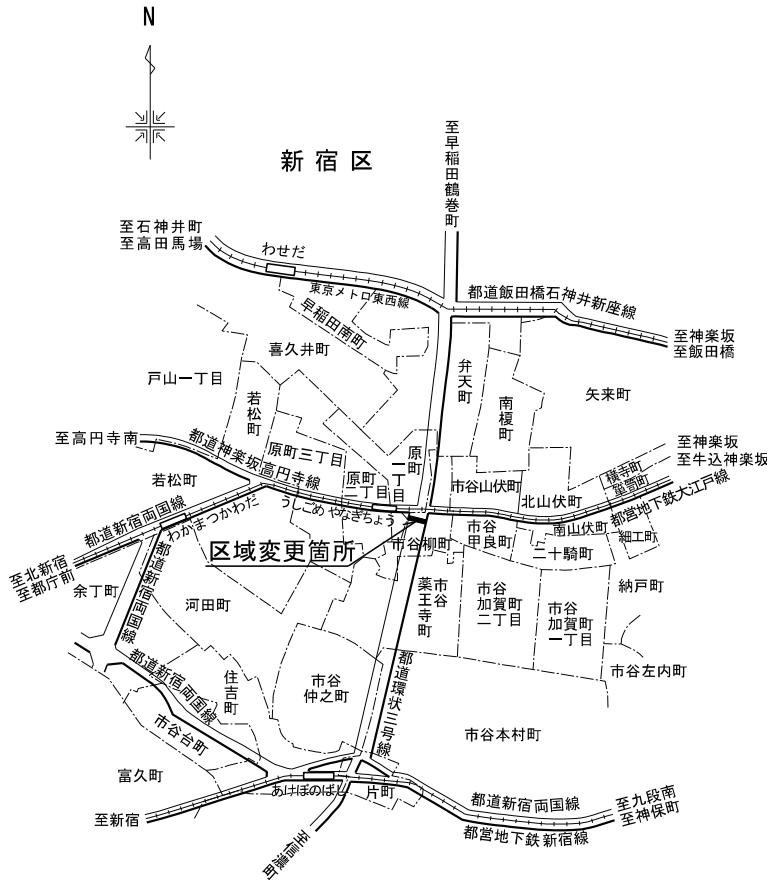 N
新宿区
至早稲田鶴巻町
至石神井町
至高田馬場
わせだ
東京メトロ東西線
都道飯田橋石神井新座線
早稲田南町
喜久井町
至神楽坂
至飯田橋
戸山一丁目
弁天町
矢来町
若松町
南榎町
至高円寺南
都道神楽坂高円寺線
原町三丁目
原町一丁目
至神楽坂
至牛込神楽坂
若松町
原町二丁目
市谷山伏町
北山伏町
横寺町
箪笥町
都営地下鉄大江戸線
都道新宿両国線
わかまつかわだ
うしごめ やなぎちょう
市谷甲良町
南山伏町
細工町
区域変更箇所
市谷柳町
二十騎町
至北新宿
至都庁前
余丁町
都道新宿両国線
河田町
市谷薬王寺町
市谷加賀町二丁目
市谷加賀町一丁目
納戸町
都道新宿両国線
住吉町
市谷仲之町
都道環状三号線
市谷左内町
市谷台町
市谷本村町
富久町
あけぼのばし
片町
都道新宿両国線
至九段南
至神保町
至新宿
都営地下鉄新宿線
至信濃町